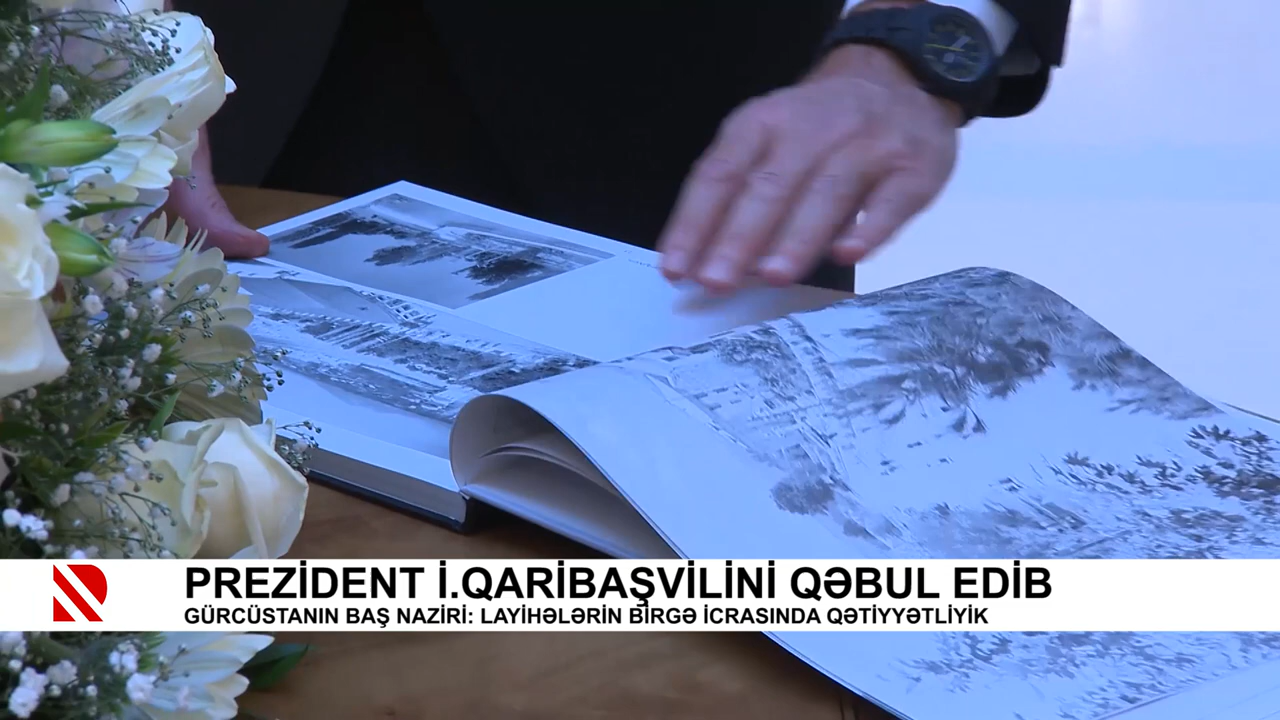 PREZİDENT İ.QARİBAŞVİLİNİ QƏBUL EDİB
GÜRCÜSTANIN BAŞ NAZİRİ: LAYİHƏLƏRİN BİRGƏ İCRASINDA QƏTİYYƏTLİYİK